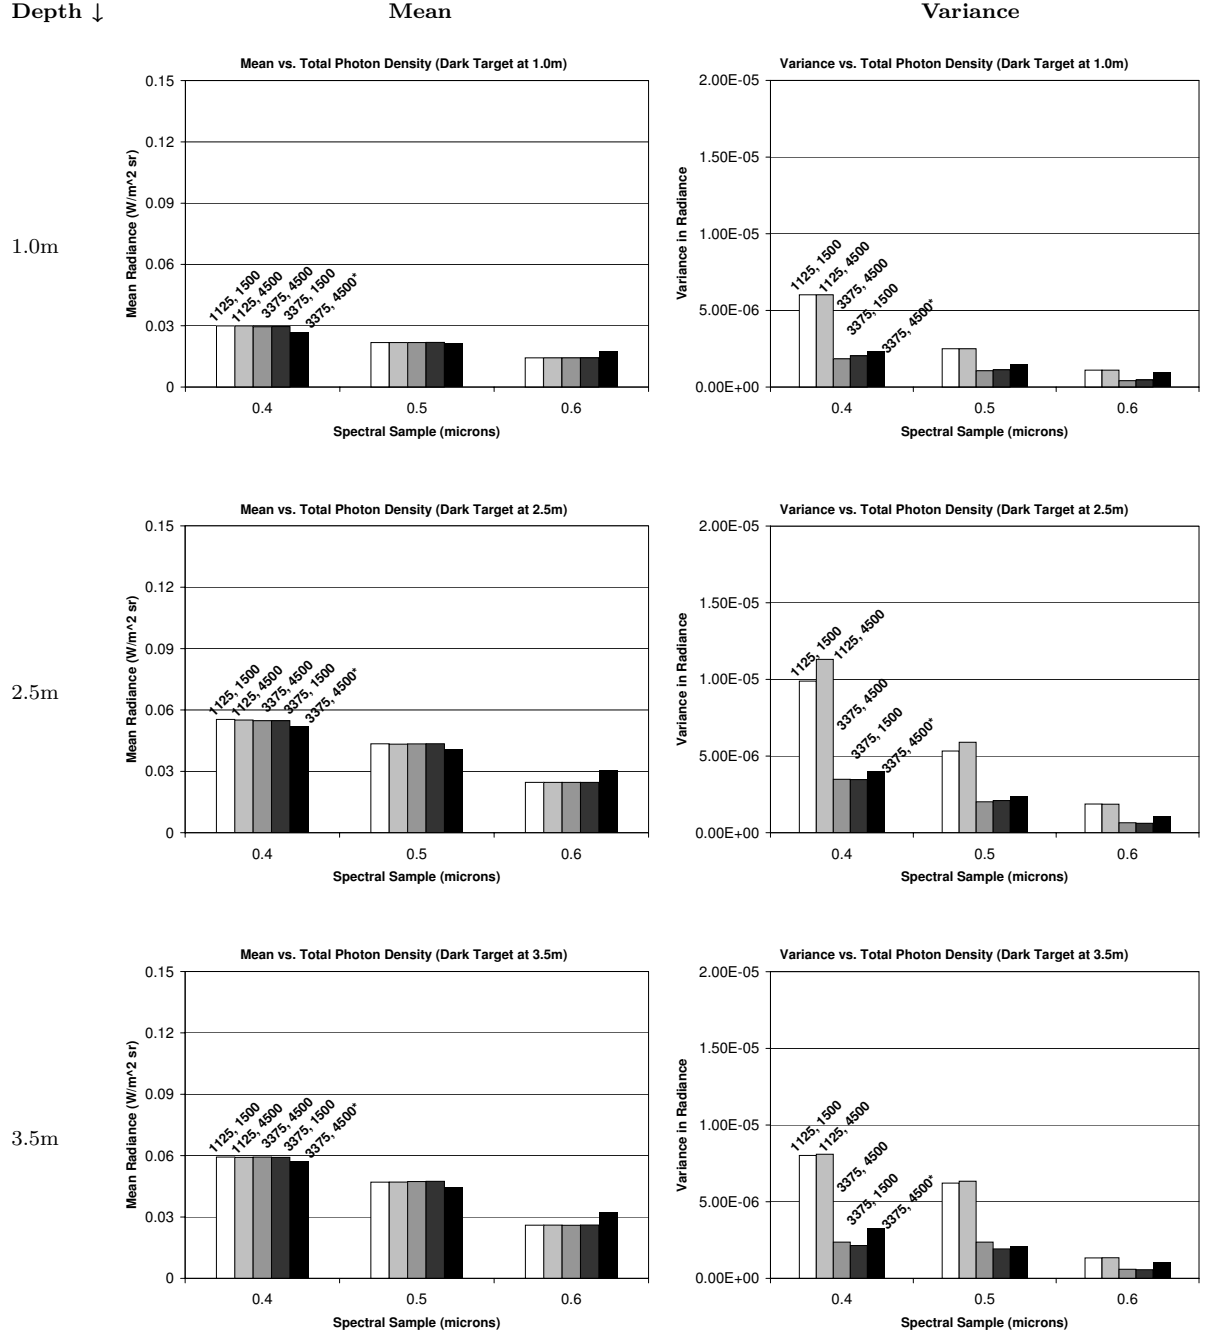 Depth ↓ Mean Variance
Mean vs. Total Photon Density (Dark Target at 1.0m)
0.15
0.12
0.09
0.06
0.03
0
Mean Radiance (W/m^2 sr)
1125, 1500
1125, 4500
3375, 4500
3375, 1500
3375, 4500*
0.4 0.5 0.6
Spectral Sample (microns)
Variance vs. Total Photon Density (Dark Target at 1.0m)
2.00E-05
1.50E-05
1.00E-05
5.00E-06
0.00E+00
Variance in Radiance
1125, 1500
1125, 4500
3375, 4500
3375, 1500
3375, 4500*
0.4 0.5 0.6
Spectral Sample (microns)
1.0m
Mean vs. Total Photon Density (Dark Target at 2.5m)
0.15
0.12
0.09
0.06
0.03
0
Mean Radiance (W/m^2 sr)
1125, 1500
1125, 4500
3375, 4500
3375, 1500
3375, 4500*
0.4 0.5 0.6
Spectral Sample (microns)
Variance vs. Total Photon Density (Dark Target at 2.5m)
2.00E-05
1.50E-05
1.00E-05
5.00E-06
0.00E+00
Variance in Radiance
1125, 1500
1125, 4500
3375, 4500
3375, 1500
3375, 4500*
0.4 0.5 0.6
Spectral Sample (microns)
2.5m
Mean vs. Total Photon Density (Dark Target at 3.5m)
0.15
0.12
0.09
0.06
0.03
0
Mean Radiance (W/m^2 sr)
1125, 1500
1125, 4500
3375, 4500
3375, 1500
3375, 4500*
0.4 0.5 0.6
Spectral Sample (microns)
Variance vs. Total Photon Density (Dark Target at 3.5m)
2.00E-05
1.50E-05
1.00E-05
5.00E-06
0.00E+00
Variance in Radiance
1125, 1500
1125, 4500
3375, 4500
3375, 1500
3375, 4500*
0.4 0.5 0.6
Spectral Sample (microns)
3.5m